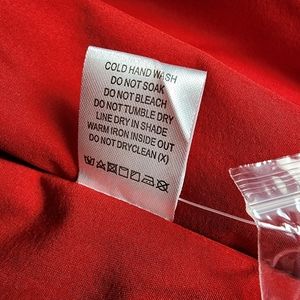 COLD HAND WASH
DO NOT SOAK
DO NOT BLEACH
DO NOT TUMBLE DRY
LINE DRY IN SHADE
WARM IRON INSIDE OUT
DO NOT DRYCLEAN (X)